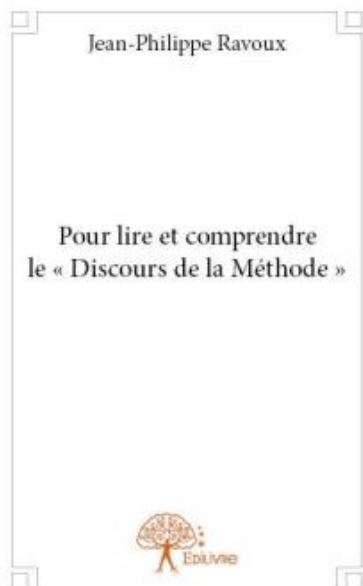 Jean-Philippe Ravoux
Pour lire et comprendre
le « Discours de la Méthode »
EDILIVRE